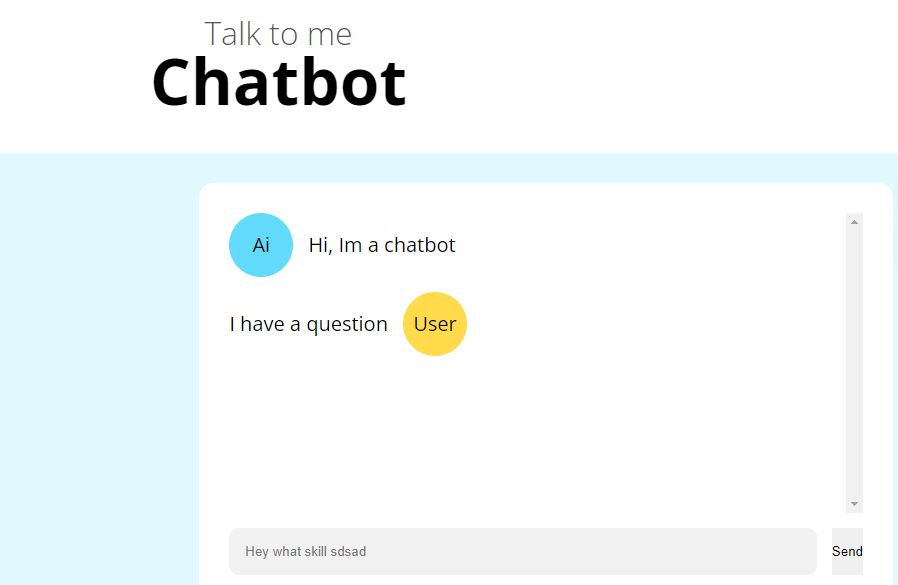 Talk to me
Chatbot
Ai Hi, Im a chatbot
I have a question User
Hey what skill sdsad Send